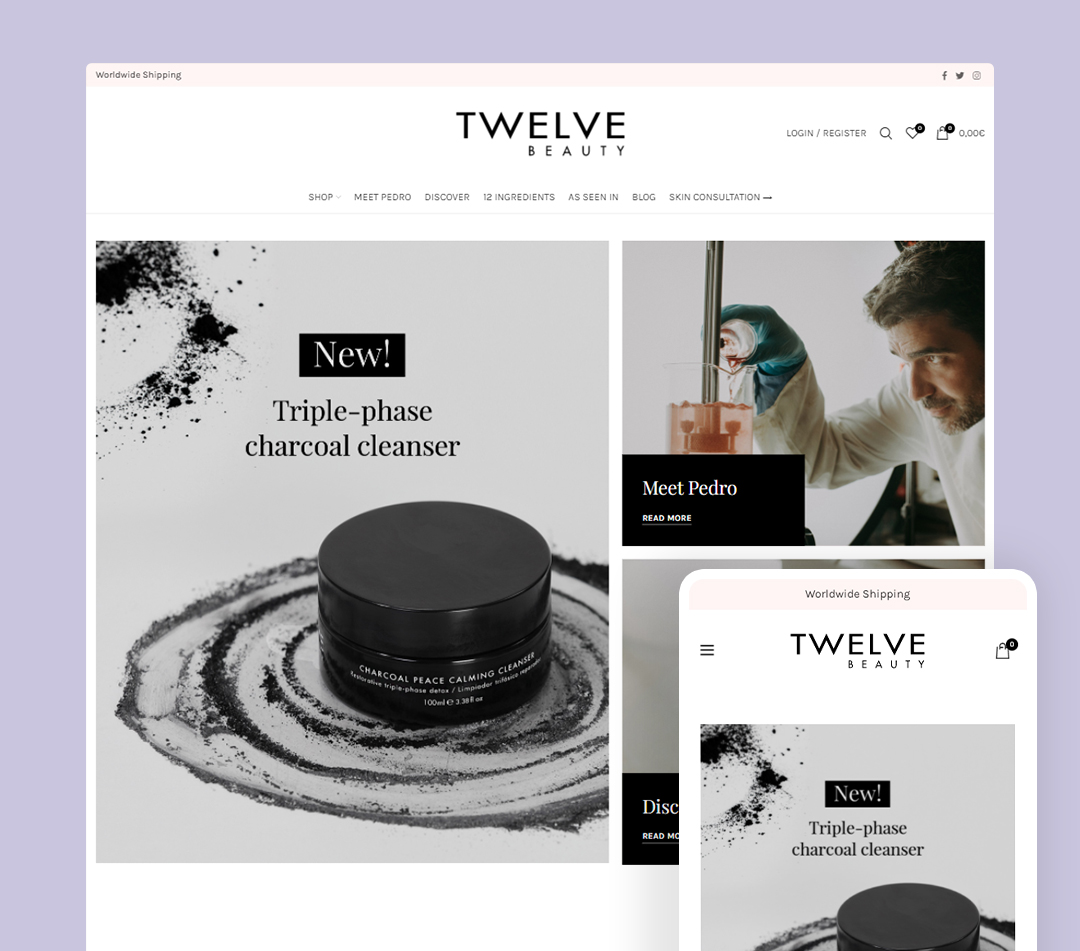 Worldwide Shipping
TWELVE
BEAUTY
LOGIN / REGISTER
0
0
0,00€
SHOP
MEET PEDRO
DISCOVER
12 INGREDIENTS
AS SEEN IN
BLOG
SKIN CONSULTATION
New!
Triple-phase
charcoal cleanser
CHARCOAL PEACE CALMING CLEANSER
Restorative triple-phase detox / Limpiador trifásico reparador
100ml e 3.38 fl oz
Meet Pedro
READ MORE
Disc
READ MO
Worldwide Shipping
TWELVE
BEAUTY
0
New!
Triple-phase
charcoal cleanser